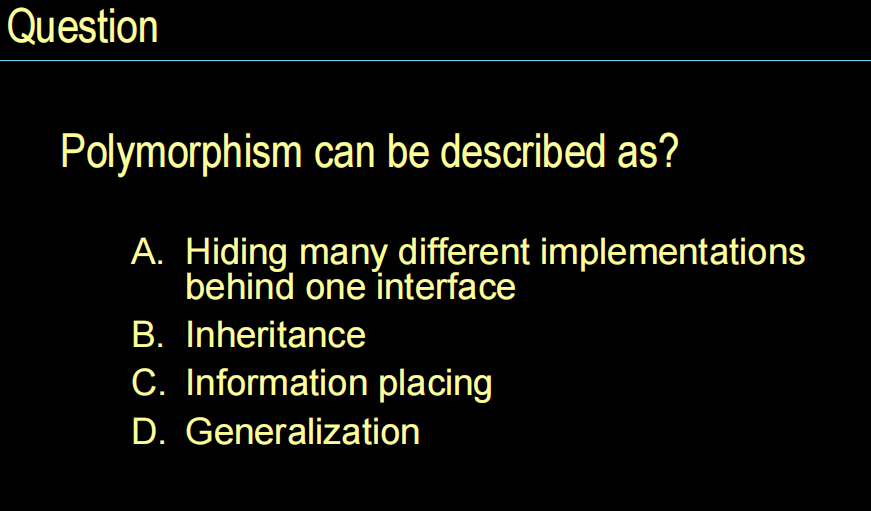 Question
Polymorphism can be described as?
A. Hiding many different implementations
behind one interface
B. Inheritance
C. Information placing
D. Generalization